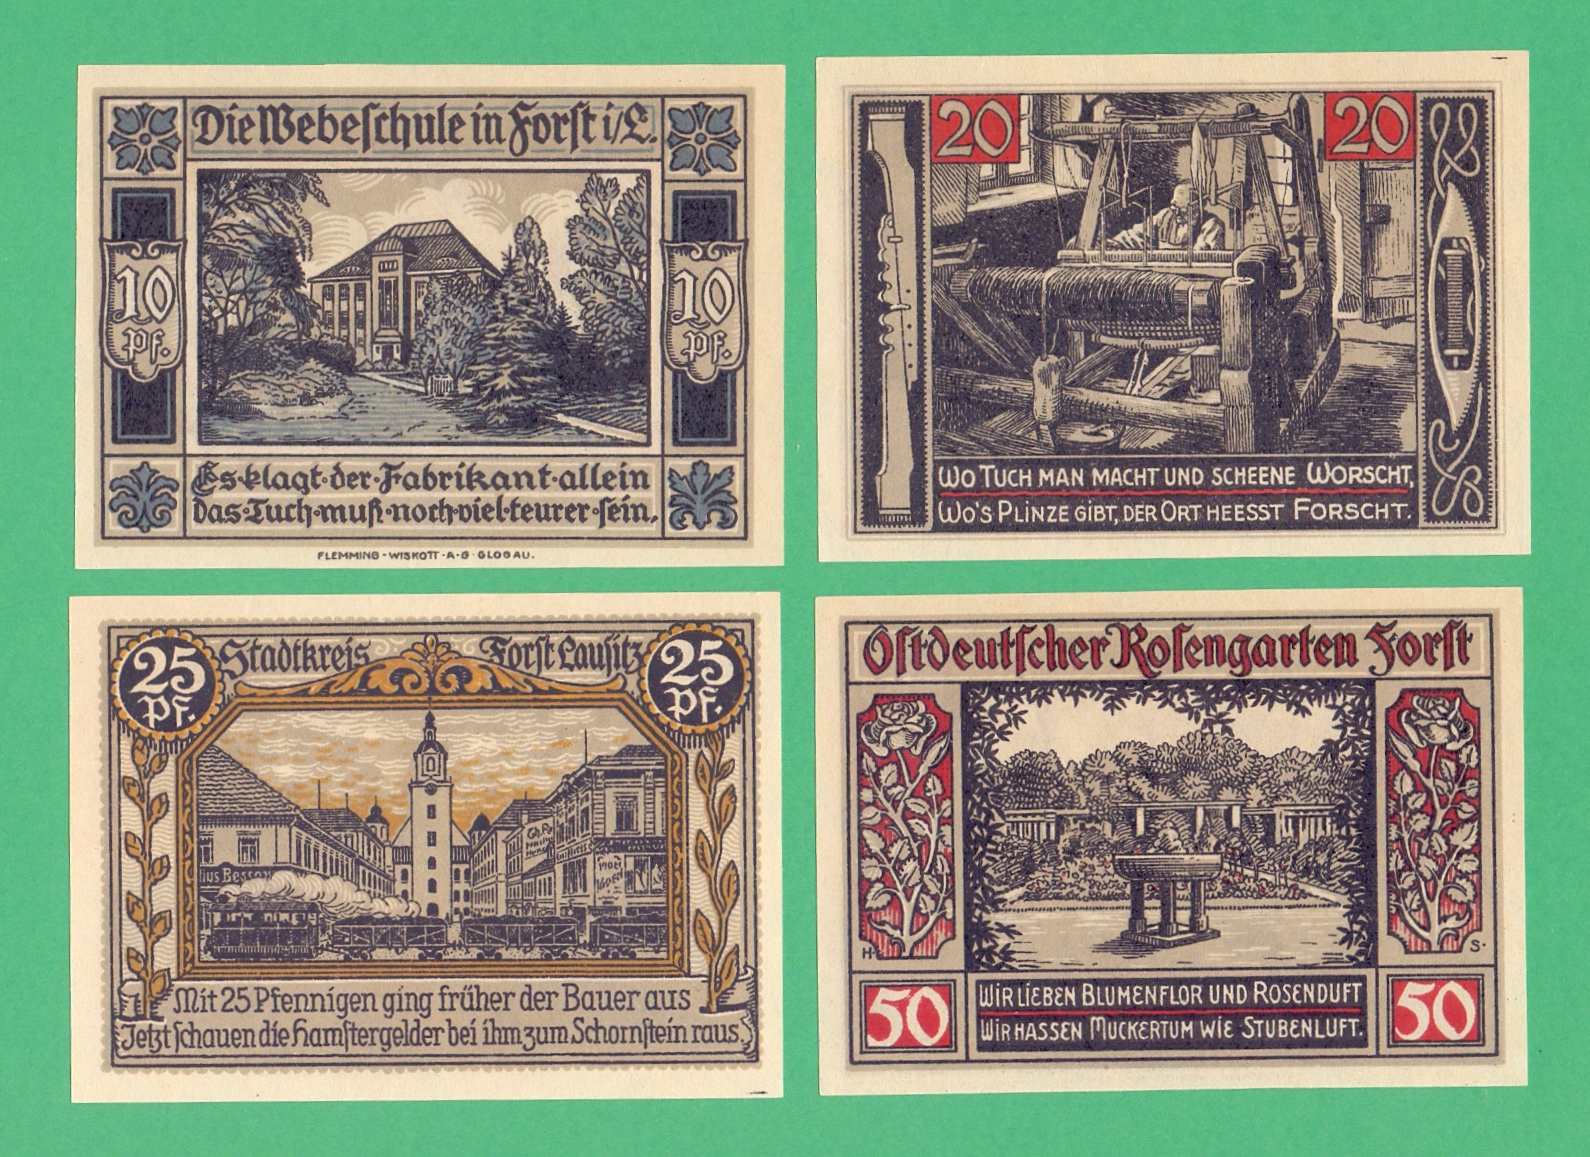 Die Webeſchule in Forſt i/L.
10 Pf.
10 Pf.
Es klagt der Fabrikant allein
das Tuch muß noch viel teurer ſein.
FLEMMING-WISKOTT·A·G·GLOGAU.
20
20
WO TUCH MAN MACHT UND SCHEENE WORSCHT,
WO'S PLINZE GIBT, DER ORT HEESST FORSCHT.
25 Pf.
Stadtkreis Forſt Lauſitz
25 Pf.
Mit 25 Pfennigen ging früher der Bauer aus
Jetzt ſchauen die Hamſtergelder bei ihm zum Schornſtein raus.
Oſtdeutſcher Roſengarten Forſt
H.
S.
50
WIR LIEBEN BLUMENFLOR UND ROSENDUFT
WIR HASSEN MUCKERTUM WIE STUBENLUFT.
50